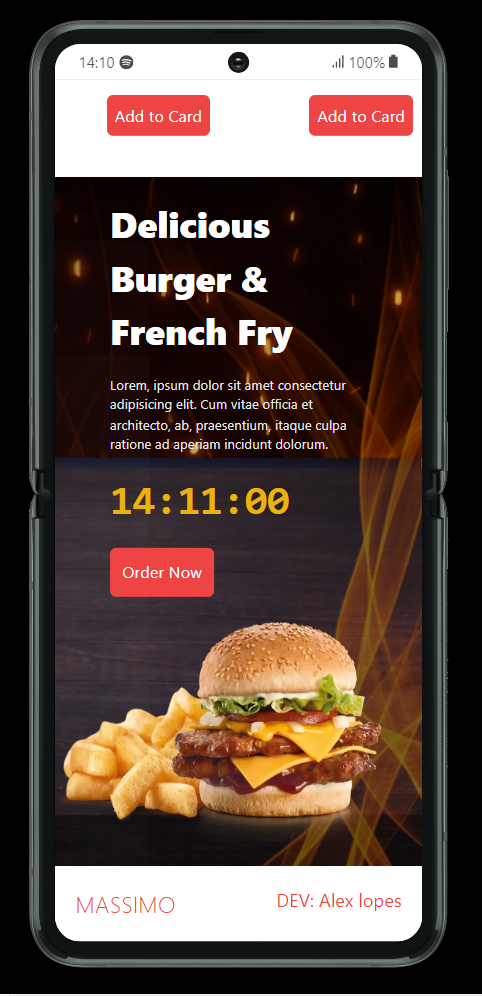 14:10 100%
Add to Card Add to Card
Delicious
Burger &
French Fry
Lorem, ipsum dolor sit amet consectetur
adipisicing elit. Cum vitae officia et
architecto, ab, praesentium, itaque culpa
ratione ad aperiam incidunt dolorum.
14:11:00
Order Now
MASSIMO DEV: Alex lopes